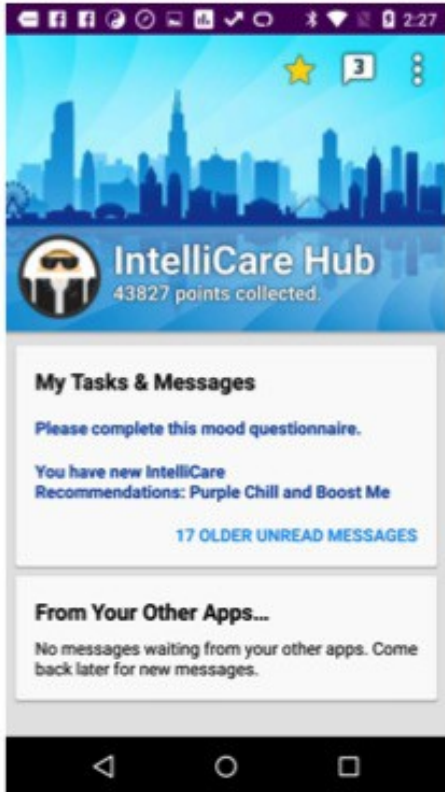 2:27
3
IntelliCare Hub
43827 points collected.
My Tasks & Messages
Please complete this mood questionnaire.
You have new IntelliCare
Recommendations: Purple Chill and Boost Me
17 OLDER UNREAD MESSAGES
From Your Other Apps...
No messages waiting from your other apps. Come
back later for new messages.